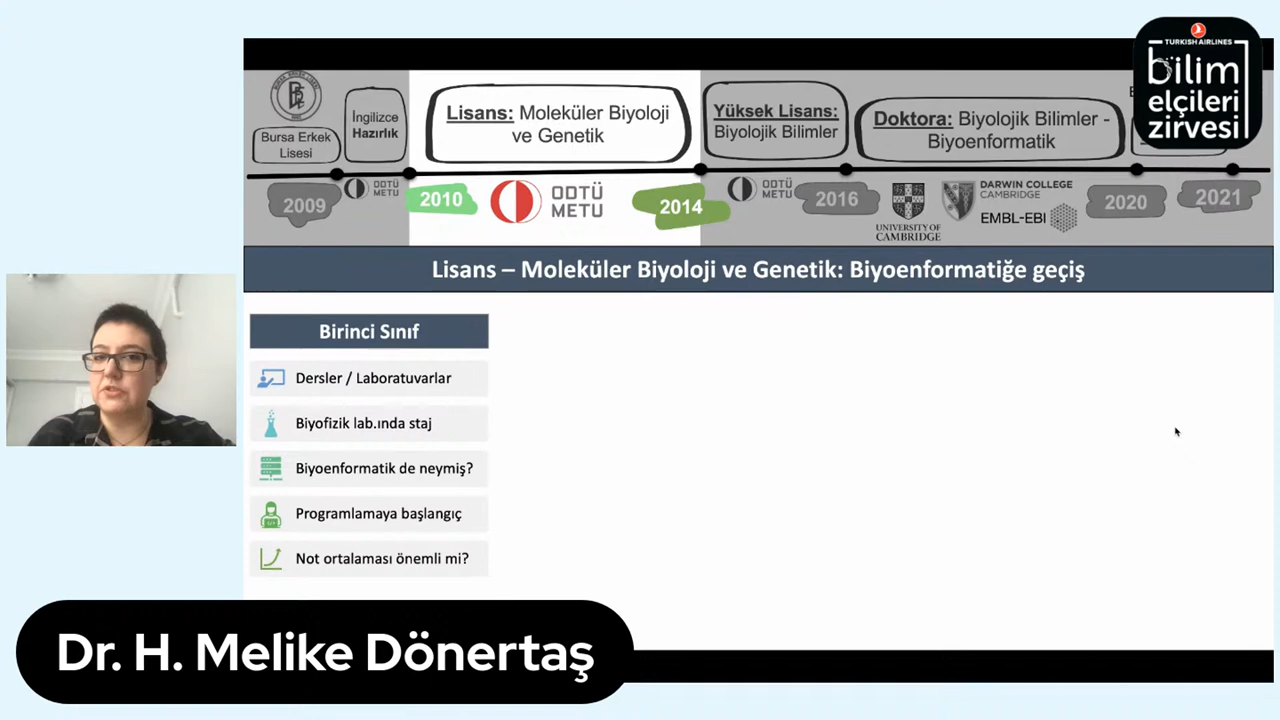 TURKISH AIRLINES
bilim
elçileri
zirvesi
Bursa Erkek
Lisesi
İngilizce
Hazırlık
Lisans: Moleküler Biyoloji
ve Genetik
Yüksek Lisans:
Biyolojik Bilimler
Doktora: Biyolojik Bilimler -
Biyoenformatik
2009
ODTÜ
METU
2010
ODTÜ
METU
2014
ODTÜ
METU
2016
UNIVERSITY OF
CAMBRIDGE
DARWIN COLLEGE
CAMBRIDGE
EMBL-EBI
2020
2021
Lisans – Moleküler Biyoloji ve Genetik: Biyoenformatiğe geçiş
Birinci Sınıf
Dersler / Laboratuvarlar
Biyofizik lab.ında staj
Biyoenformatik de neymiş?
Programlamaya başlangıç
Not ortalaması önemli mi?
Dr. H. Melike Dönertaş